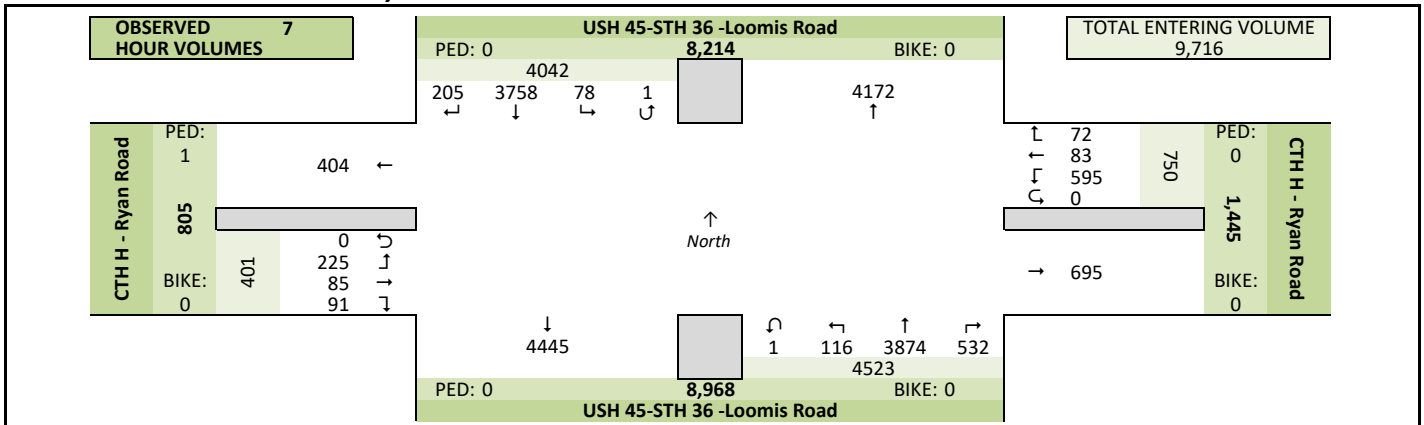 OBSERVED 7
HOUR VOLUMES
USH 45-STH 36 -Loomis Road
PED: 0 8,214 BIKE: 0
TOTAL ENTERING VOLUME
9,716
4042
205 3758 78 1
↵ ↓ ↳ ↺
4172
↑
CTH H - Ryan Road
PED:
1
805
BIKE:
0
404 ←
401
0
225
85 →
91
↑
North
72
← 83
595
0
750
PED:
0
1,445
BIKE:
0
CTH H - Ryan Road
→ 695
↓
4445
↑
1 116 3874 532
4523
PED: 0 8,968 BIKE: 0
USH 45-STH 36 -Loomis Road